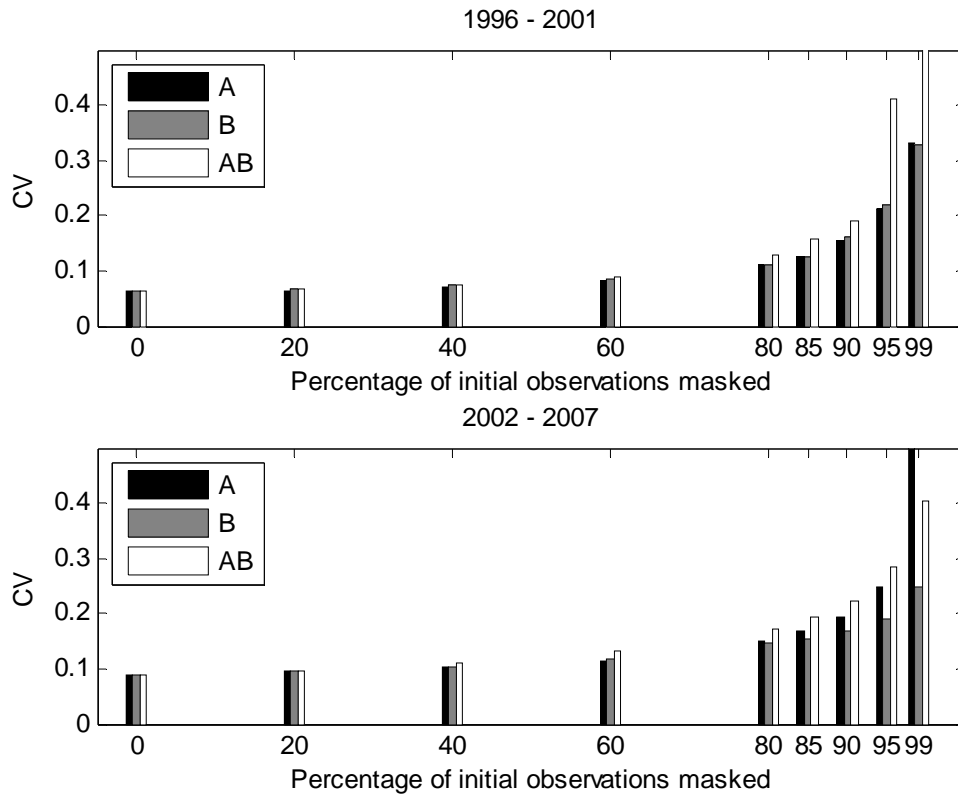 1996 - 2001
A
B
AB
0.4
0.3
0.2
0.1
0
CV
0 20 40 60 80 85 90 95 99
Percentage of initial observations masked
2002 - 2007
A
B
AB
0.4
0.3
0.2
0.1
0
CV
0 20 40 60 80 85 90 95 99
Percentage of initial observations masked